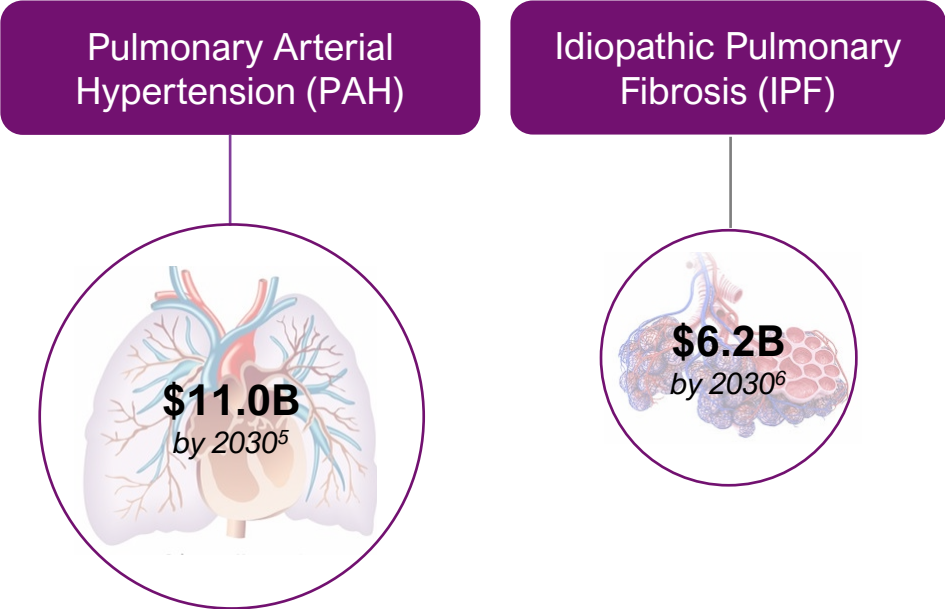 Pulmonary Arterial
Hypertension (PAH)
Idiopathic Pulmonary
Fibrosis (IPF)
$11.0B
by 2030⁵
$6.2B
by 2030⁶